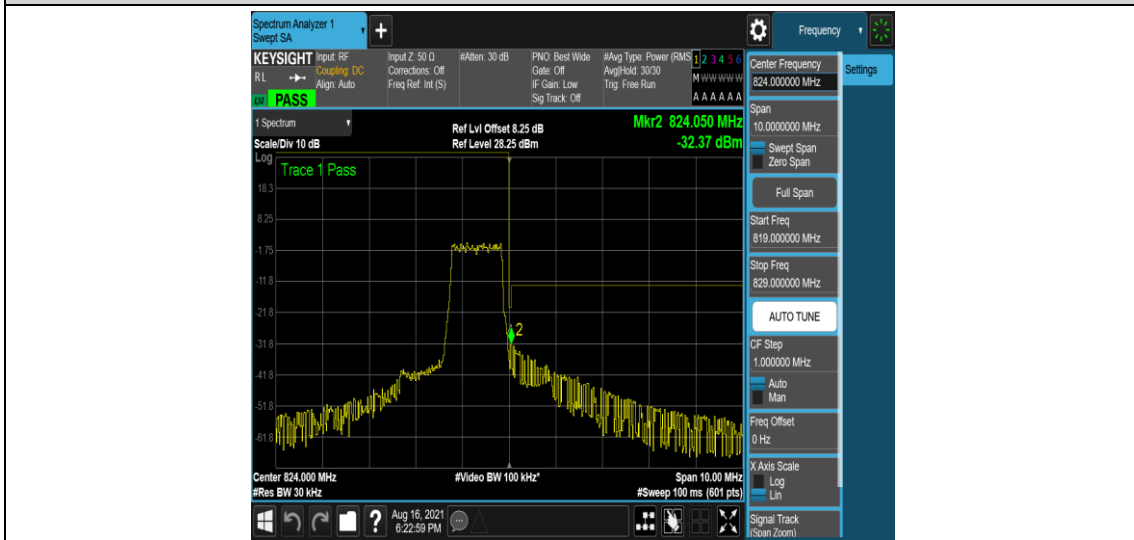 Spectrum Analyzer 1
Swept SA
Frequency
KEYSIGHT
R L
PASS
Input: RF
Coupling: DC
Align: Auto
Input Z: 50 Ω
Corrections: Off
Freq Ref: Int (S)
#Atten: 30 dB
PNO: Best Wide
Gate: Off
IF Gain: Low
Sig Track: Off
#Avg Type: Power (RMS
Avg|Hold: 30/30
Trig: Free Run
1 2 3 4 5 6
M W W W W W
A A A A A A
1 Spectrum
Scale/Div 10 dB
Ref Lvl Offset 8.25 dB
Ref Level 28.25 dBm
Mkr2 824.050 MHz
-32.37 dBm
Log
Trace 1 Pass
18.3
8.25
-1.75
-11.8
-21.8
-31.8
-41.8
-51.8
-61.8
2
Center 824.000 MHz
#Res BW 30 kHz
#Video BW 100 kHz*
Span 10.00 MHz
#Sweep 100 ms (601 pts)
Aug 16, 2021
6:22:59 PM
Center Frequency
824.000000 MHz
Settings
Span
10.0000000 MHz
Swept Span
Zero Span
Full Span
Start Freq
819.000000 MHz
Stop Freq
829.000000 MHz
AUTO TUNE
CF Step
1.000000 MHz
Auto
Man
Freq Offset
0 Hz
X Axis Scale
Log
Lin
Signal Track
(Span Zoom)